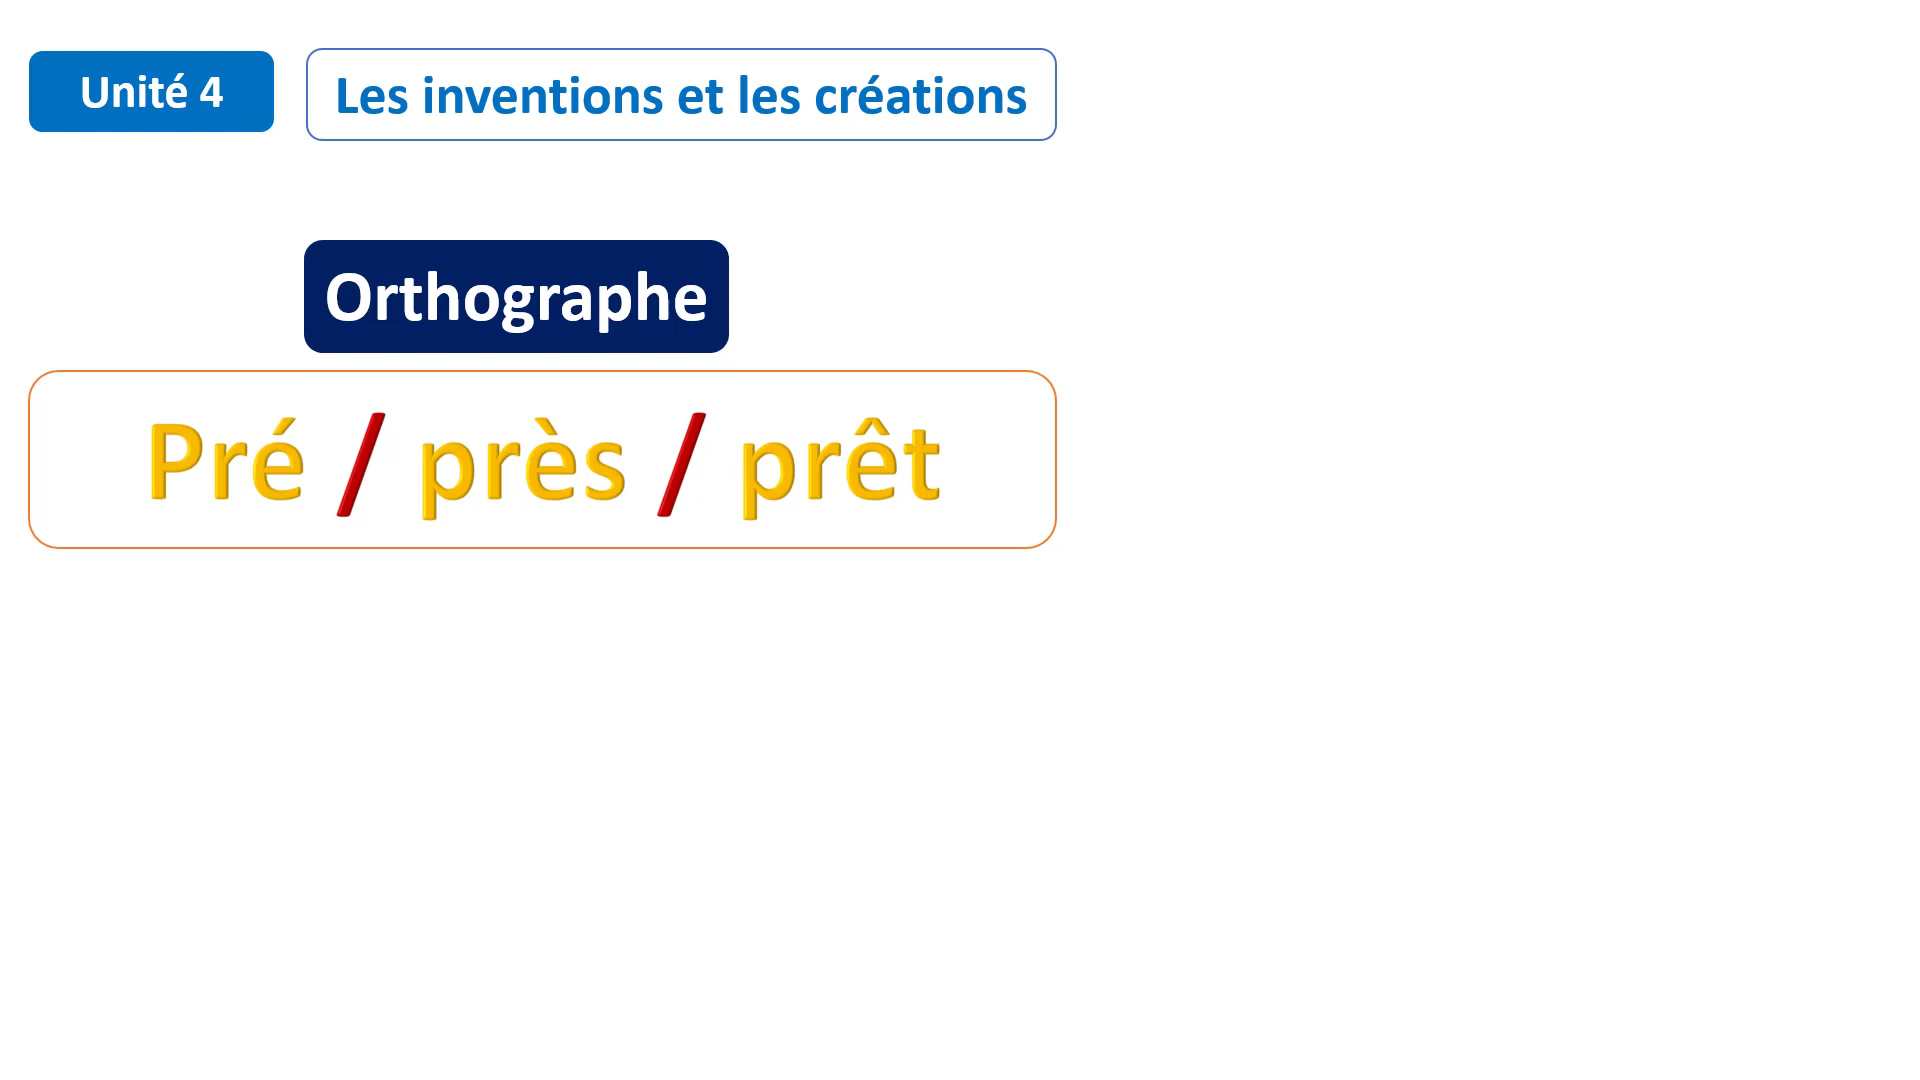 Unité 4
Les inventions et les créations
Orthographe
Pré / près / prêt